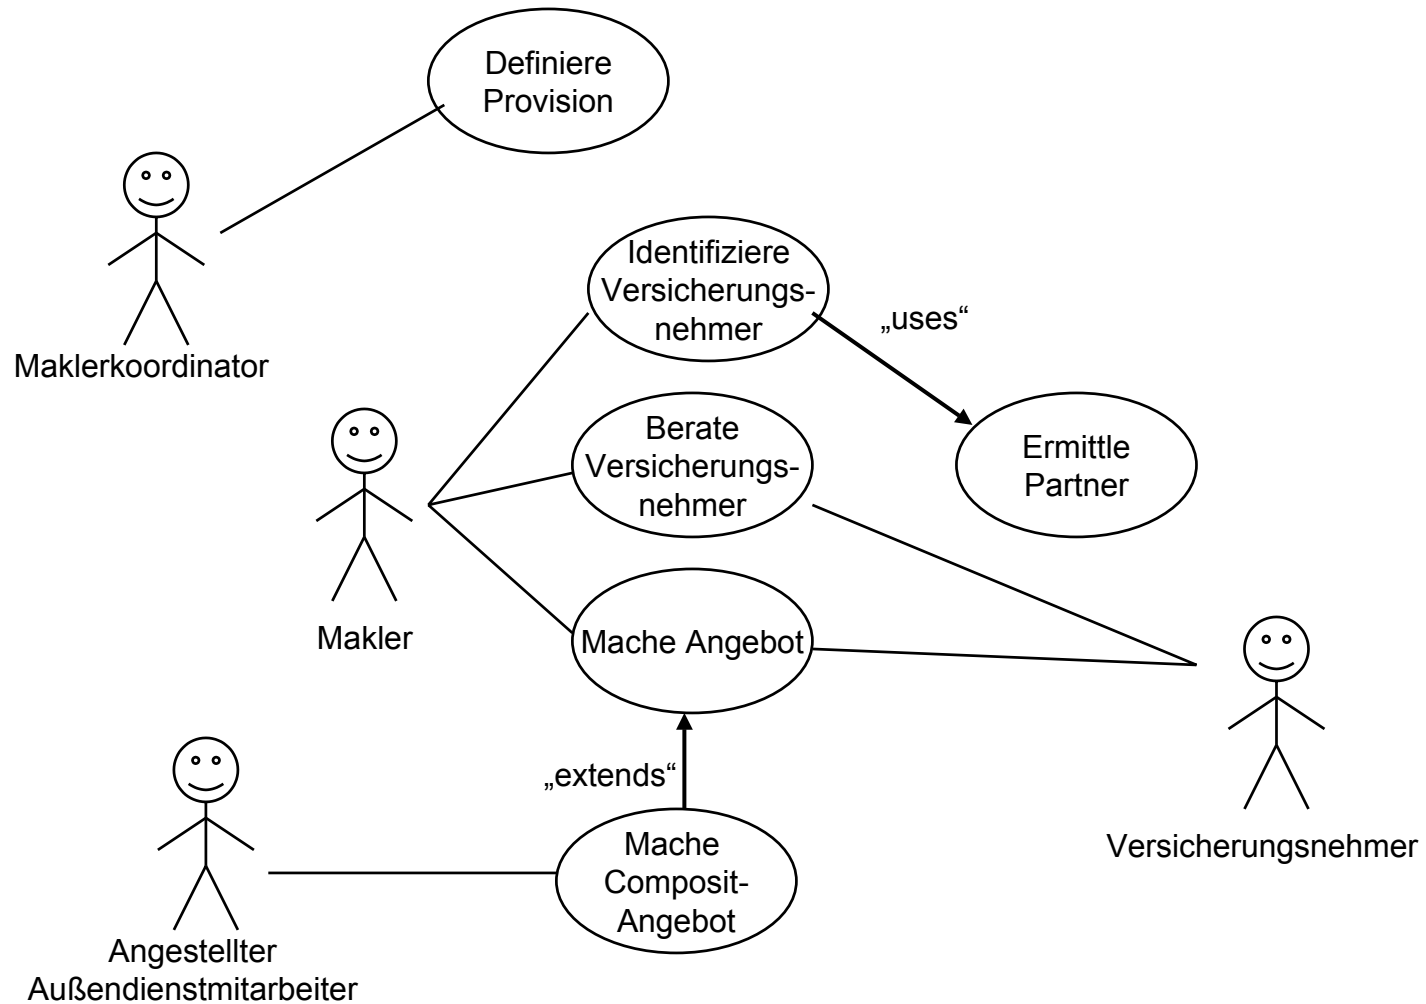 Definiere
Provision
Maklerkoordinator
Identifiziere
Versicherungs-
nehmer
„uses“
Ermittle
Partner
Berate
Versicherungs-
nehmer
Makler
Mache Angebot
Versicherungsnehmer
„extends“
Mache
Composit-
Angebot
Angestellter
Außendienstmitarbeiter